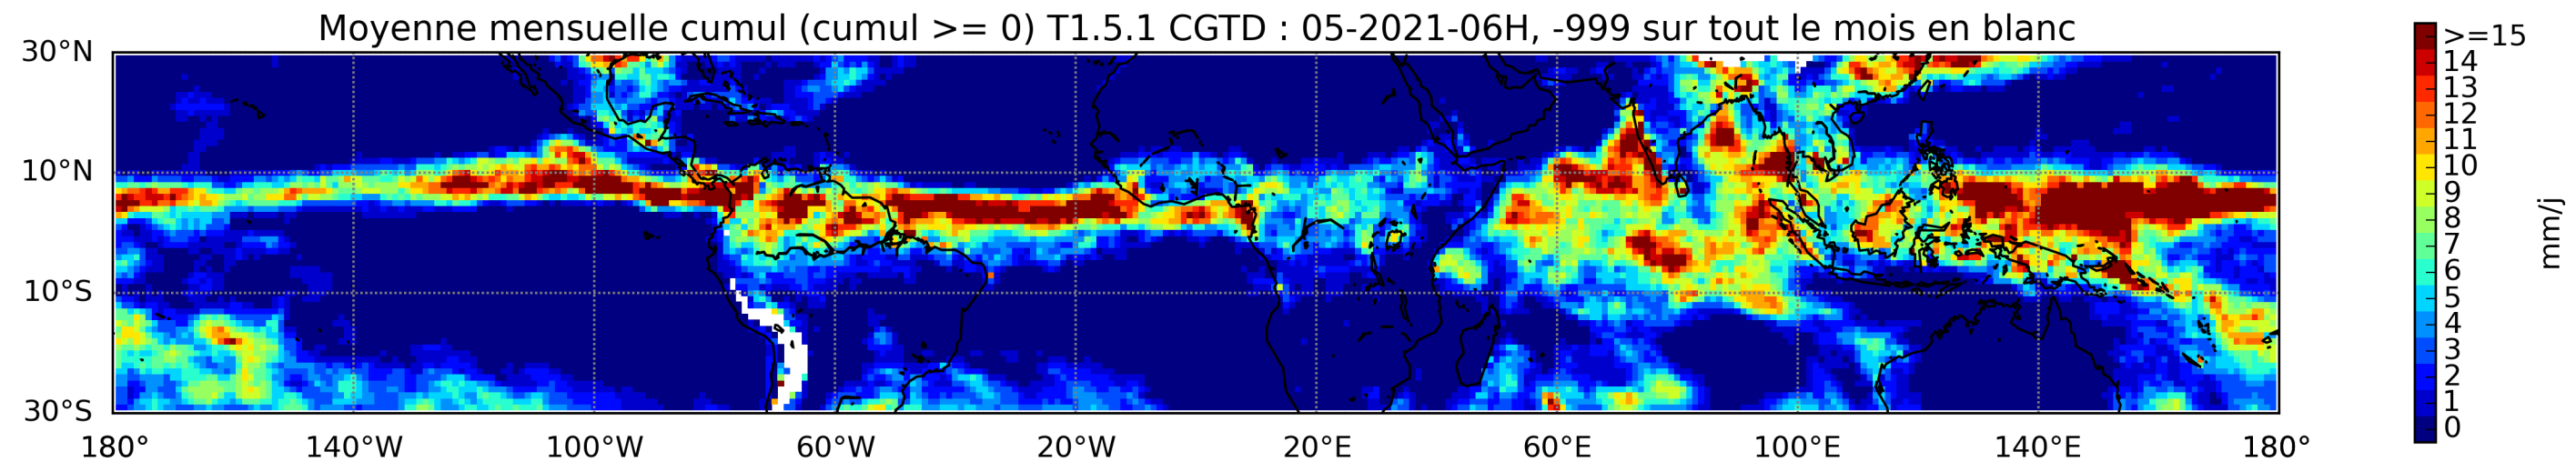 Moyenne mensuelle cumul (cumul >= 0) T1.5.1 CGTD : 05-2021-06H, -999 sur tout le mois en blanc
30°N
10°N
10°S
30°S
180° 140°W 100°W 60°W 20°W 20°E 60°E 100°E 140°E 180°
>=15
14
13
12
11
10
9
8
7
6
5
4
3
2
1
0
mm/j